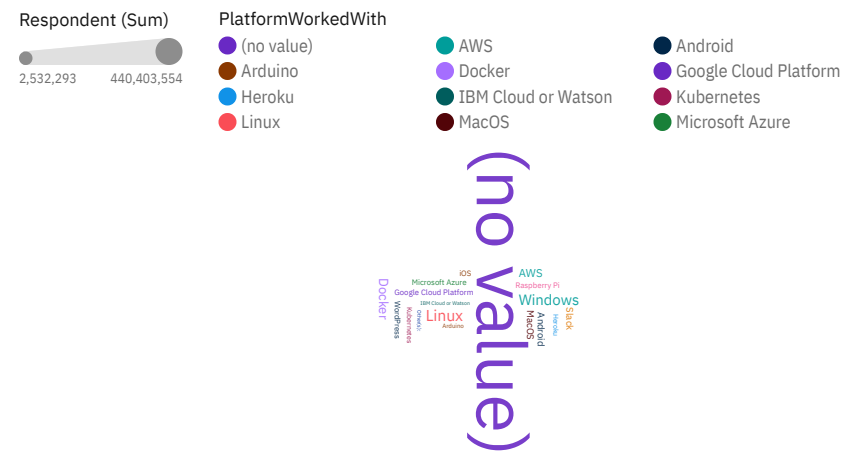 Respondent (Sum)
2,532,293 440,403,554
PlatformWorkedWith
(no value) AWS Android
Arduino Docker Google Cloud Platform
Heroku IBM Cloud or Watson Kubernetes
Linux MacOS Microsoft Azure
(no value)
iOS
AWS
Microsoft Azure
Raspberry Pi
Google Cloud Platform
Windows
IBM Cloud or Watson
Linux
Arduino
Docker
WordPress
Kubernetes
Other(s):
MacOS
Android
Heroku
Slack